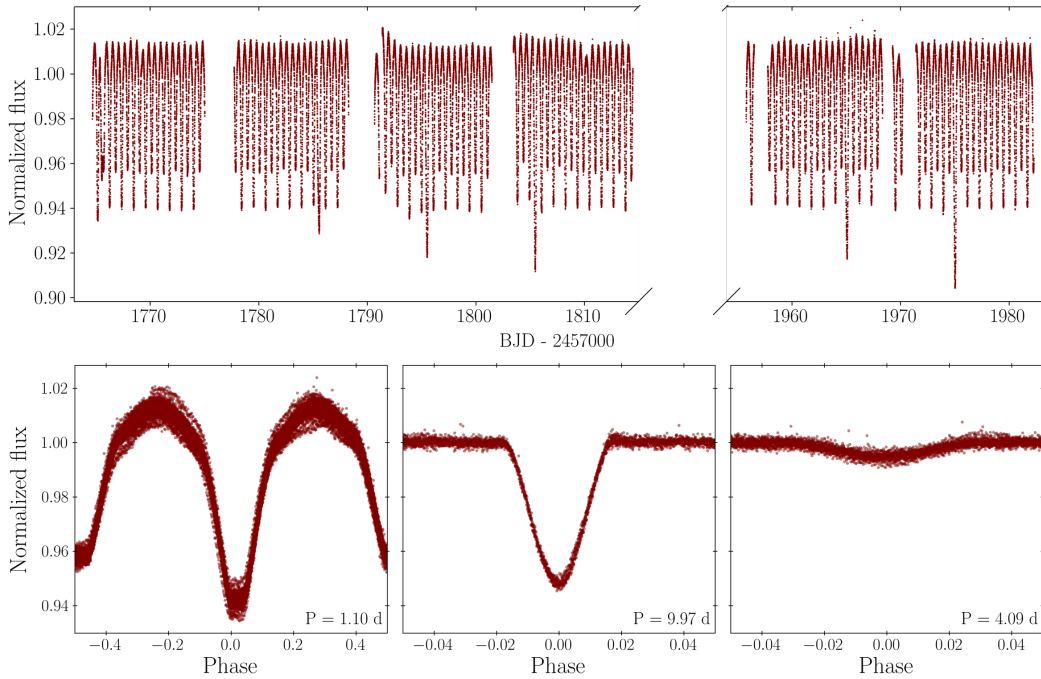 Normalized flux
1.02
1.00
0.98
0.96
0.94
0.92
0.90
1770 1780 1790 1800 1810 1960 1970 1980
BJD - 2457000
Normalized flux
1.02
1.00
0.98
0.96
0.94
P = 1.10 d
P = 9.97 d
P = 4.09 d
−0.4 −0.2 0.0 0.2 0.4
−0.04 −0.02 0.00 0.02 0.04
−0.04 −0.02 0.00 0.02 0.04
Phase
Phase
Phase